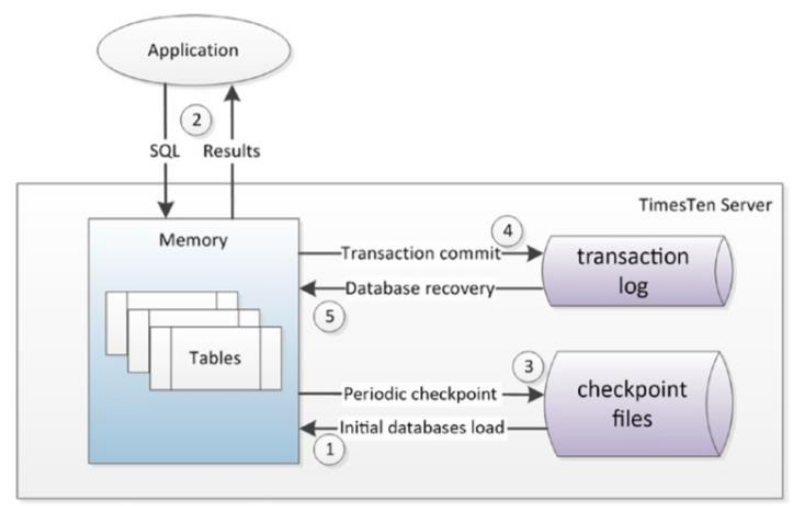 Application
2
SQL Results
TimesTen Server
Memory
4
Transaction commit
transaction
log
Database recovery
5
Tables
3
Periodic checkpoint
checkpoint
files
Initial databases load
1